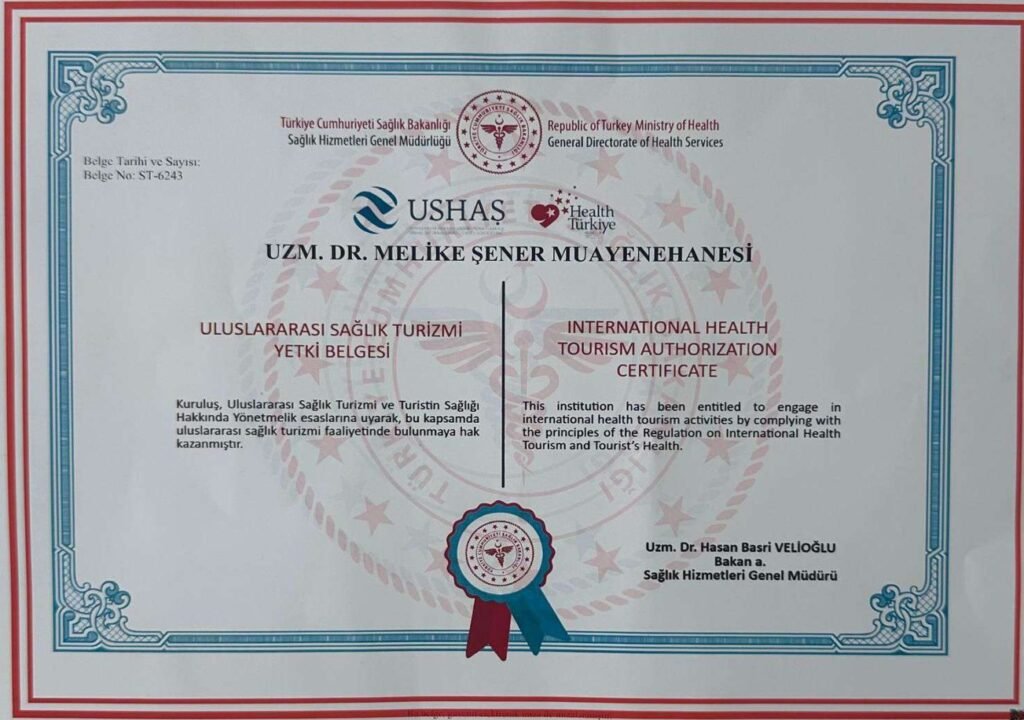 Türkiye Cumhuriyeti Sağlık Bakanlığı
Sağlık Hizmetleri Genel Müdürlüğü
Republic of Turkey Ministry of Health
General Directorate of Health Services
Belge Tarihi ve Sayısı:
Belge No: ST-6243
USHAŞ
Health
Türkiye
UZM. DR. MELİKE ŞENER MUAYENEHANESİ
ULUSLARARASI SAĞLIK TURİZMİ
YETKİ BELGESİ
Kuruluş, Uluslararası Sağlık Turizmi ve Turistin Sağlığı
Hakkında Yönetmelik esaslarına uyarak, bu kapsamda
uluslararası sağlık turizmi faaliyetinde bulunmaya hak
kazanmıştır.
INTERNATIONAL HEALTH
TOURISM AUTHORIZATION
CERTIFICATE
This institution has been entitled to engage in
international health tourism activities by complying with
the principles of the Regulation on International Health
Tourism and Tourist's Health.
Uzm. Dr. Hasan Basri VELİOĞLU
Bakan a.
Sağlık Hizmetleri Genel Müdürü